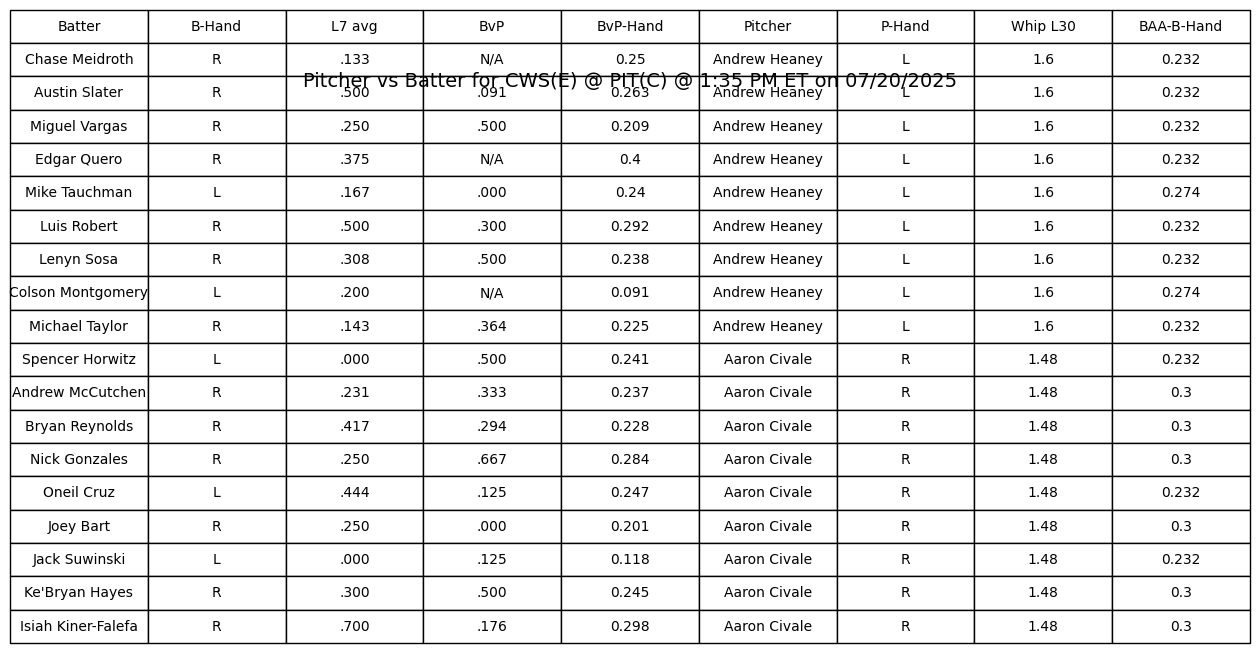 Batter B-Hand L7 avg BvP BvP-Hand Pitcher P-Hand Whip L30 BAA-B-Hand
Chase Meidroth R .133 N/A 0.25 Andrew Heaney L 1.6 0.232
Pitcher vs Batter for CWS(E) @ PIT(C) @ 1:35 PM ET on 07/20/2025
Austin Slater R .500 .091 0.263 Andrew Heaney L 1.6 0.232
Miguel Vargas R .250 .500 0.209 Andrew Heaney L 1.6 0.232
Edgar Quero R .375 N/A 0.4 Andrew Heaney L 1.6 0.232
Mike Tauchman L .167 .000 0.24 Andrew Heaney L 1.6 0.274
Luis Robert R .500 .300 0.292 Andrew Heaney L 1.6 0.232
Lenyn Sosa R .308 .500 0.238 Andrew Heaney L 1.6 0.232
Colson Montgomery L .200 N/A 0.091 Andrew Heaney L 1.6 0.274
Michael Taylor R .143 .364 0.225 Andrew Heaney L 1.6 0.232
Spencer Horwitz L .000 .500 0.241 Aaron Civale R 1.48 0.232
Andrew McCutchen R .231 .333 0.237 Aaron Civale R 1.48 0.3
Bryan Reynolds R .417 .294 0.228 Aaron Civale R 1.48 0.3
Nick Gonzales R .250 .667 0.284 Aaron Civale R 1.48 0.3
Oneil Cruz L .444 .125 0.247 Aaron Civale R 1.48 0.232
Joey Bart R .250 .000 0.201 Aaron Civale R 1.48 0.3
Jack Suwinski L .000 .125 0.118 Aaron Civale R 1.48 0.232
Ke'Bryan Hayes R .300 .500 0.245 Aaron Civale R 1.48 0.3
Isiah Kiner-Falefa R .700 .176 0.298 Aaron Civale R 1.48 0.3